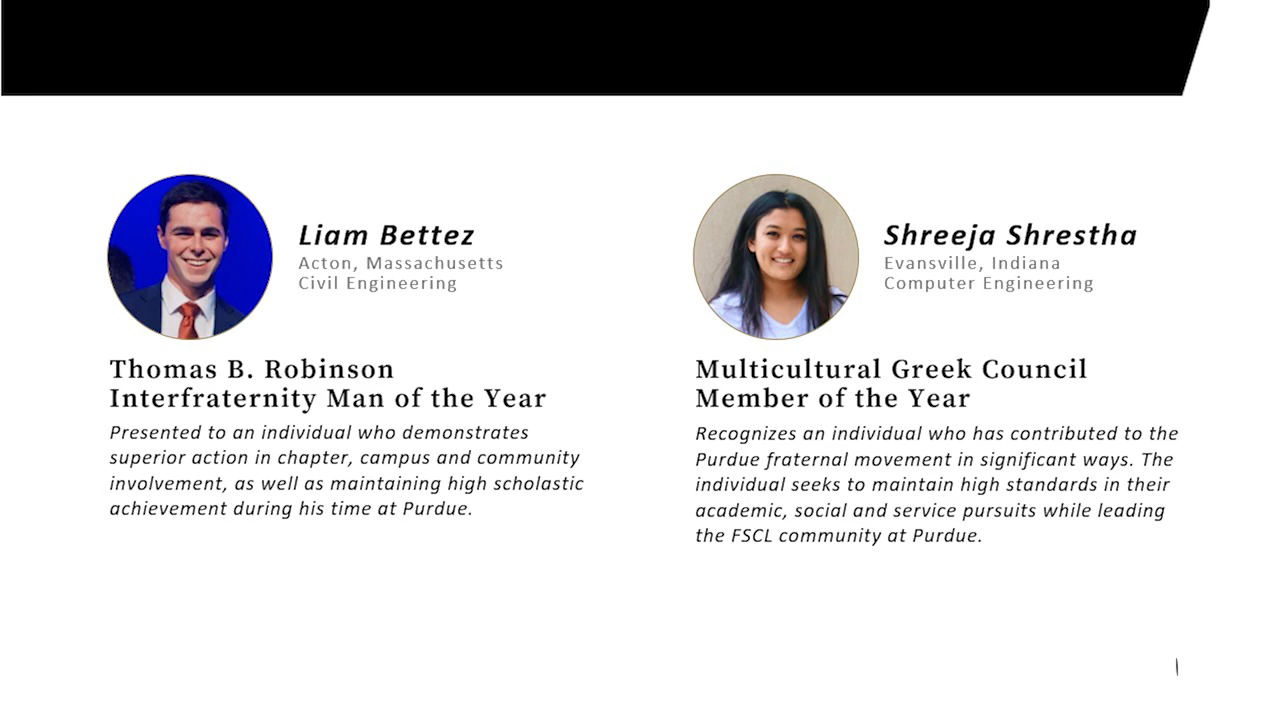 Liam Bettez
Acton, Massachusetts
Civil Engineering
Thomas B. Robinson
Interfraternity Man of the Year
Presented to an individual who demonstrates
superior action in chapter, campus and community
involvement, as well as maintaining high scholastic
achievement during his time at Purdue.
Shreeja Shrestha
Evansville, Indiana
Computer Engineering
Multicultural Greek Council
Member of the Year
Recognizes an individual who has contributed to the
Purdue fraternal movement in significant ways. The
individual seeks to maintain high standards in their
academic, social and service pursuits while leading
the FSCL community at Purdue.